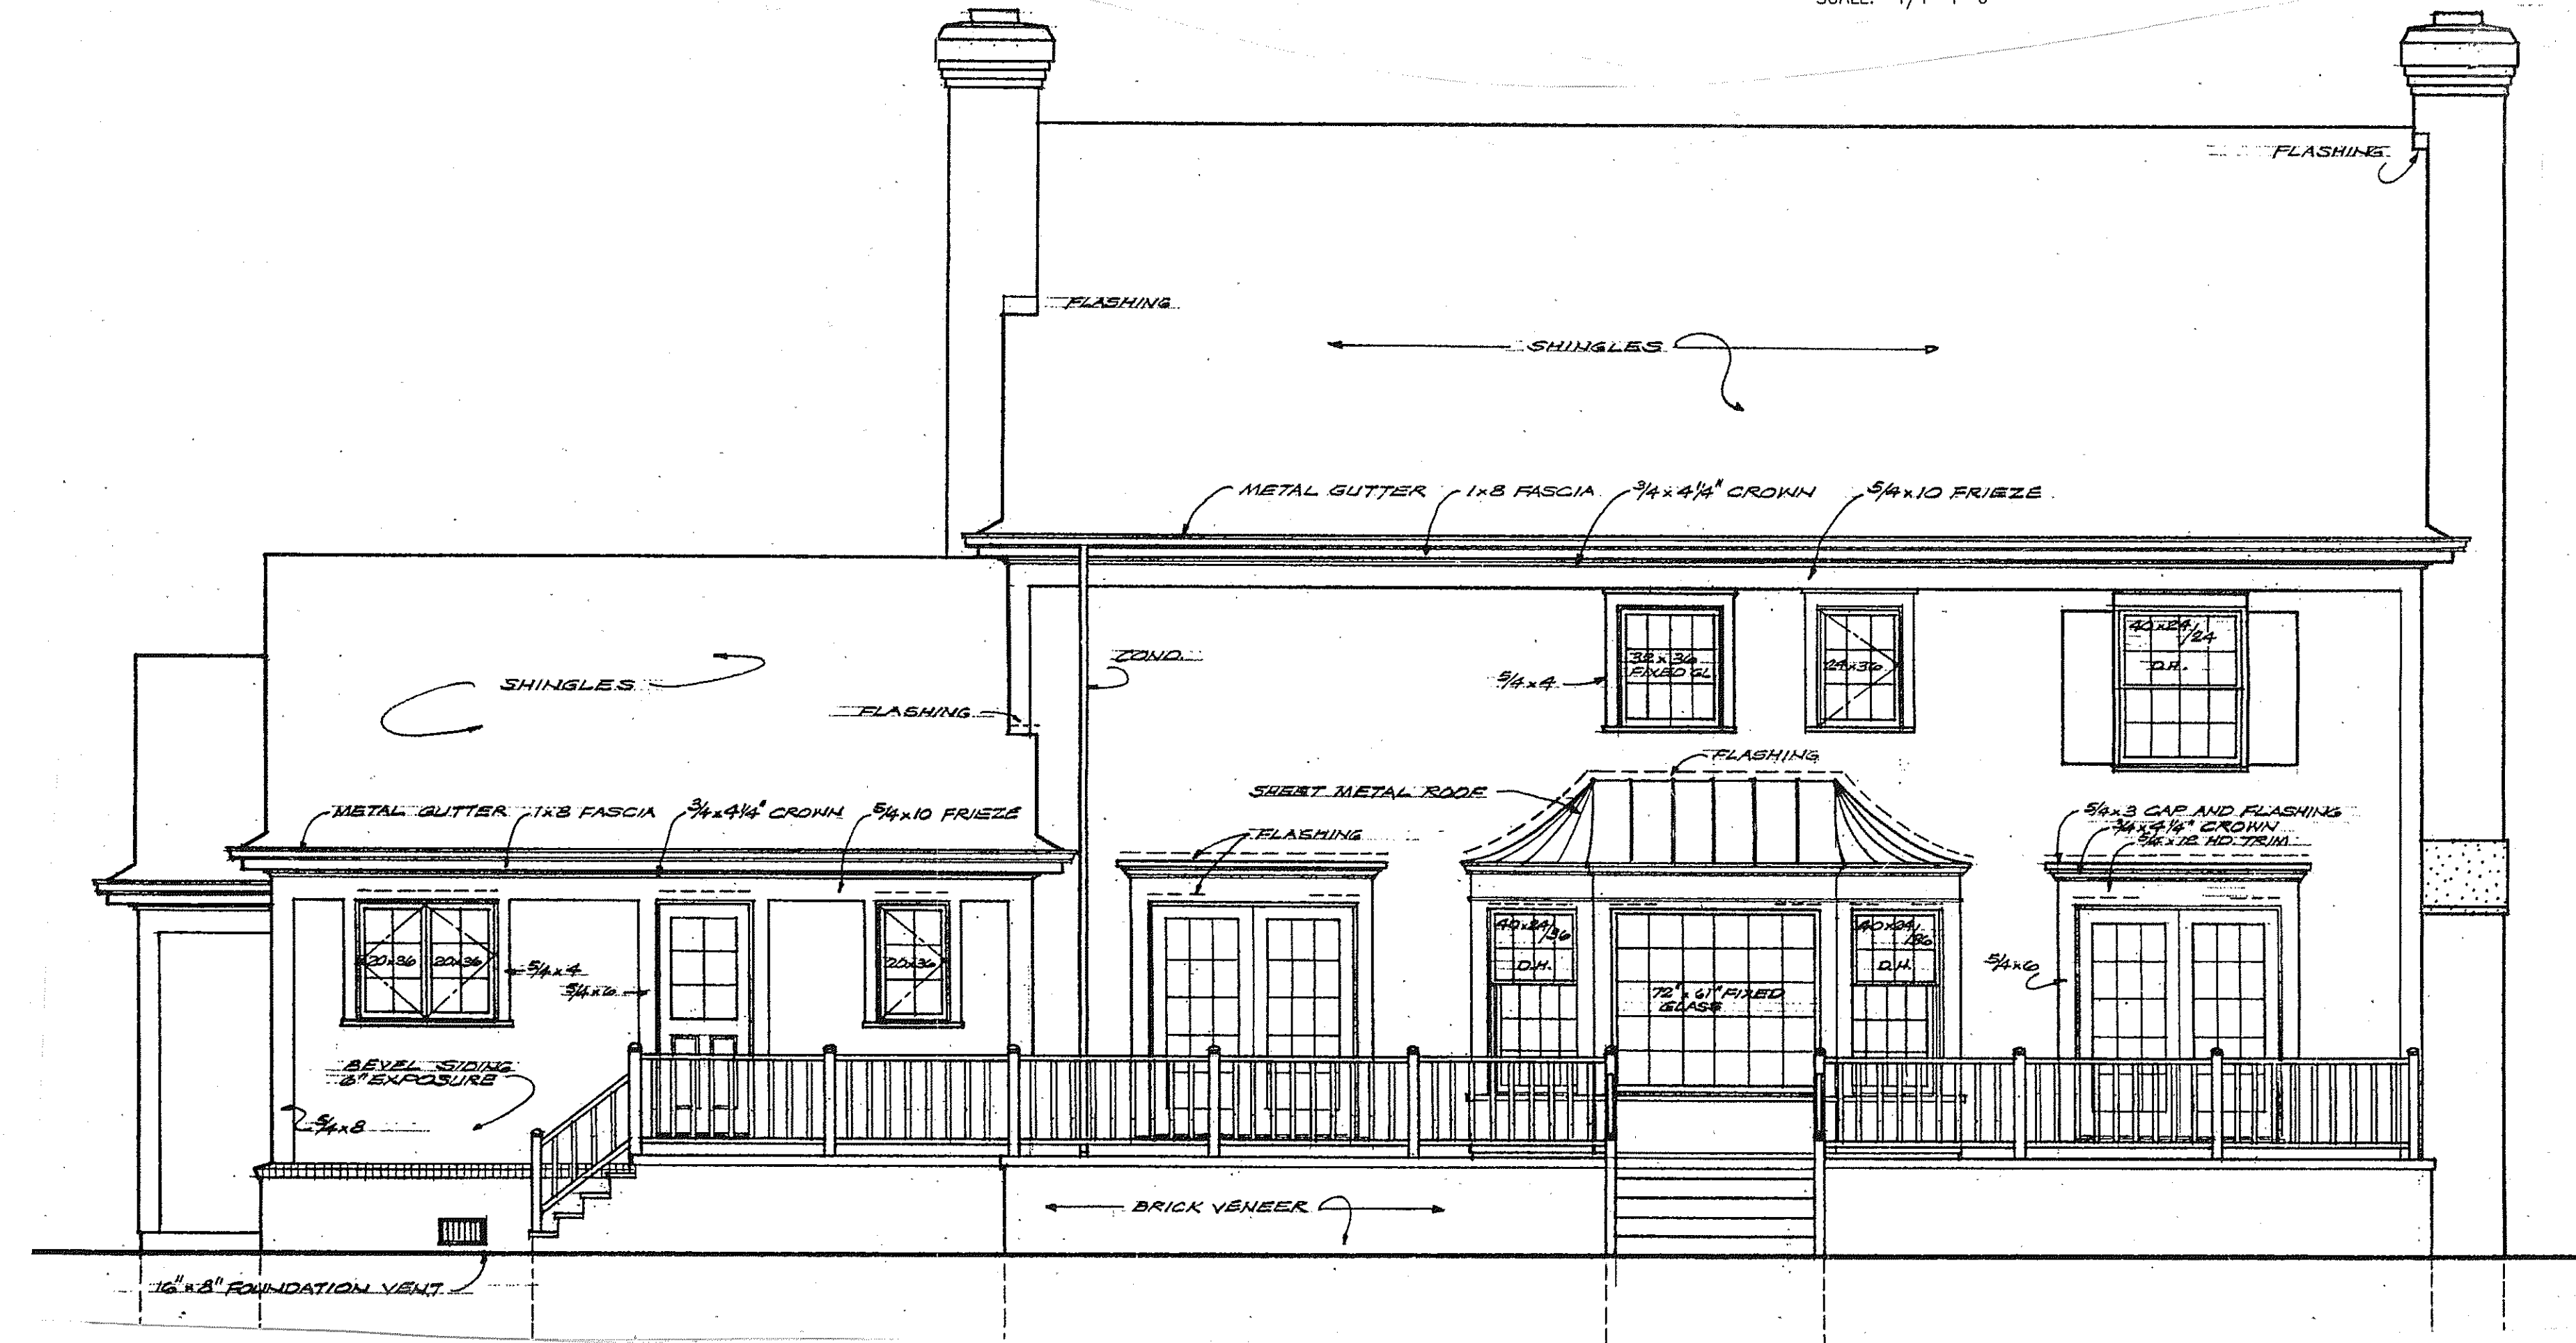 FLASHING
FLASHING
SHINGLES
METAL GUTTER 1x8 FASCIA 3/4x4 1/4" CROWN 5/4x10 FRIEZE
40x24/24
D.H.
COND.
32x36
FIXED GL
24x36
5/4x4
SHINGLES
FLASHING
FLASHING
SHEET METAL ROOF
METAL GUTTER 1x8 FASCIA 3/4x4 1/4" CROWN 5/4x10 FRIEZE
5/4x3 CAP AND FLASHING
3/4x4 1/4" CROWN
5/4x12 HD. TRIM
FLASHING
40x24/36
D.H.
40x24/36
D.H.
20x36 20x36
5/4x4
5/4x6
20x36
5/4x6
72" x 61" FIXED
GLASS
BEVEL SIDING
6" EXPOSURE
5/4x8
BRICK VENEER
16"x8" FOUNDATION VENT